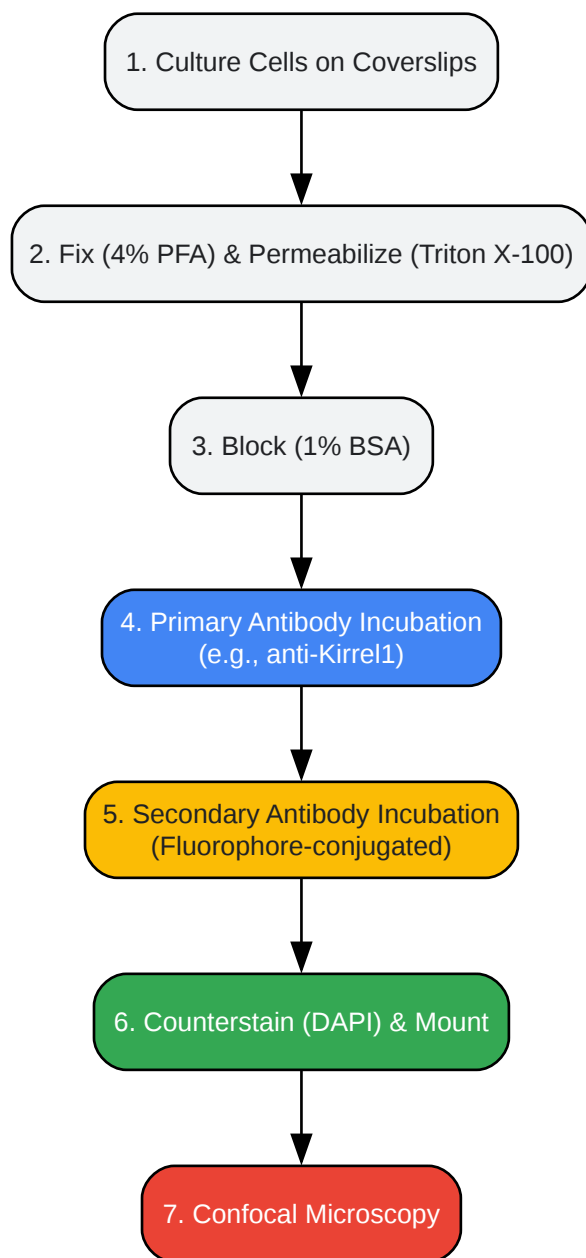 1. Culture Cells on Coverslips
2. Fix (4% PFA) & Permeabilize (Triton X-100)
3. Block (1% BSA)
4. Primary Antibody Incubation
(e.g., anti-Kirrel1)
5. Secondary Antibody Incubation
(Fluorophore-conjugated)
6. Counterstain (DAPI) & Mount
7. Confocal Microscopy